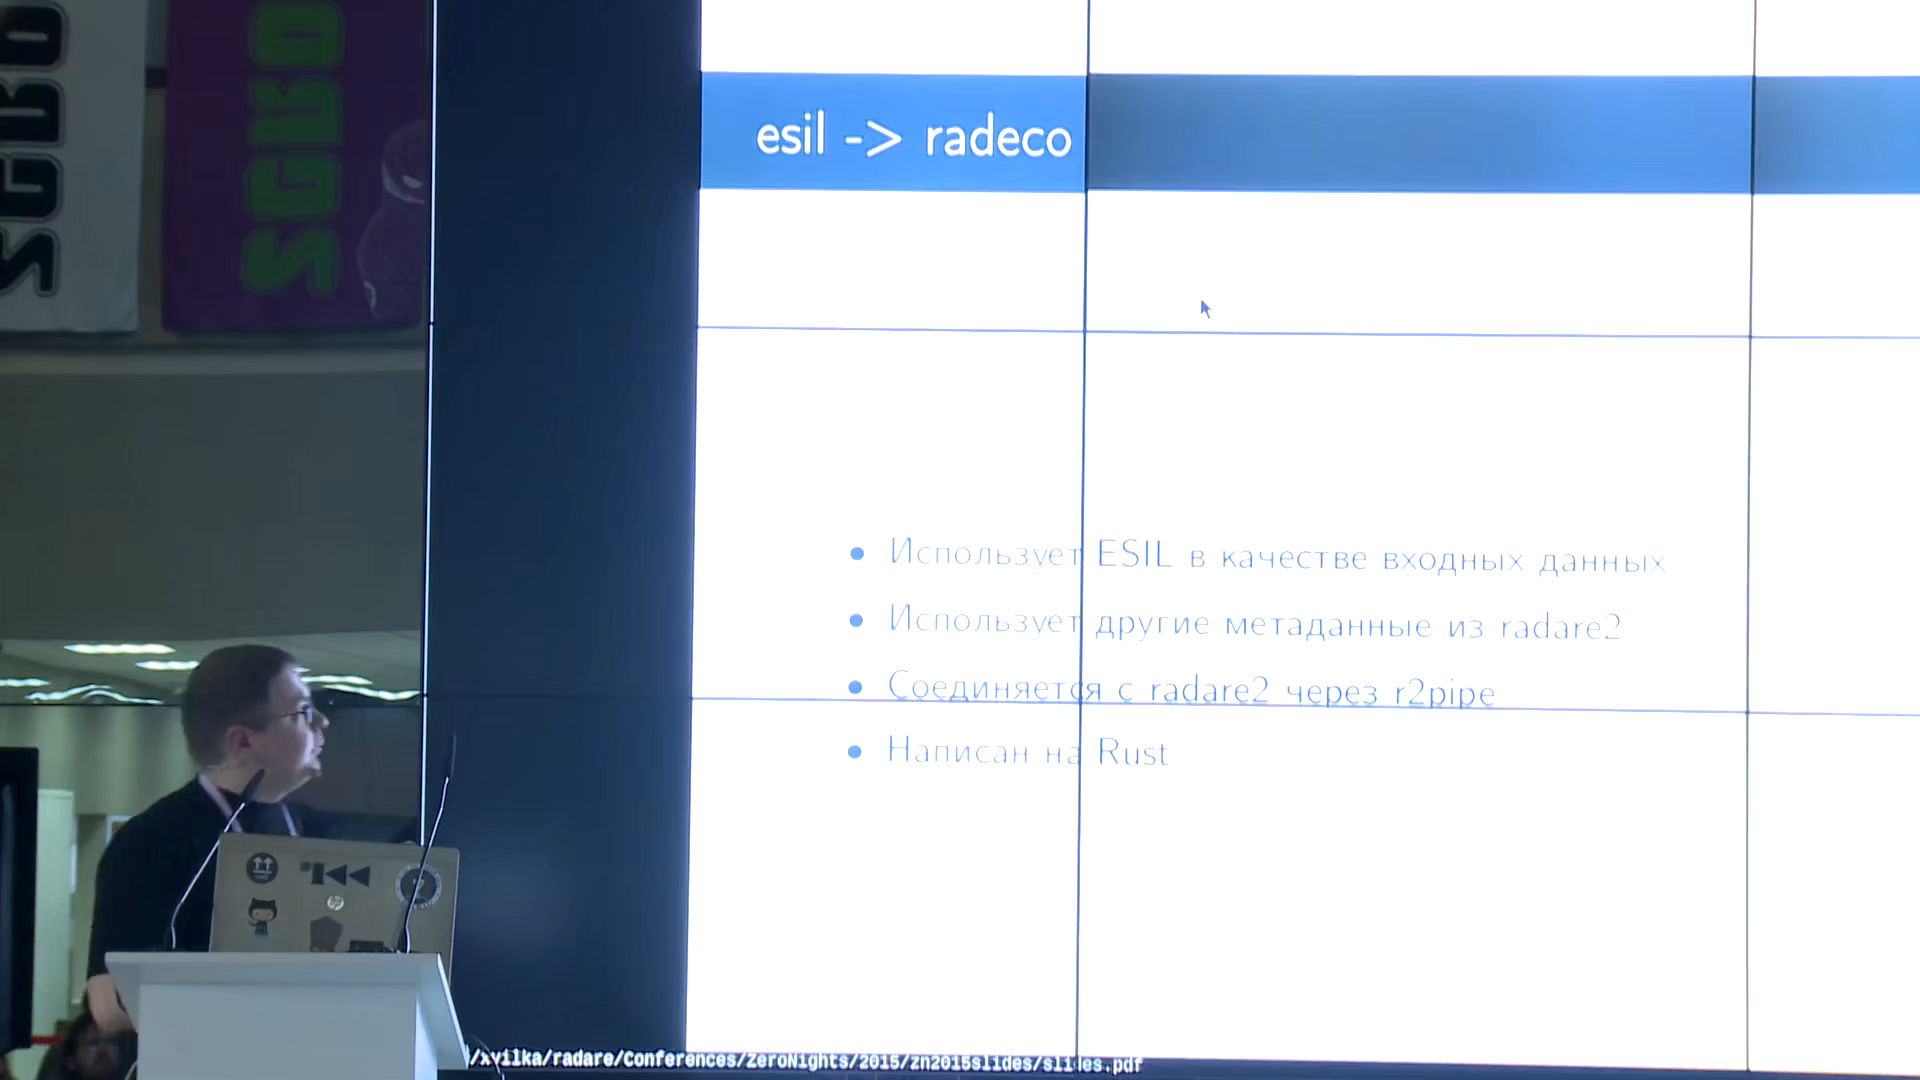 esil -> radeco
Использует ESIL в качестве входных данных
Использует другие метаданные из radare2
Соединяется с radare2 через r2pipe
Написан на Rust
/xvilka/radare/Conferences/ZeroNights/2015/zn2015slides/slides.pdf
hp